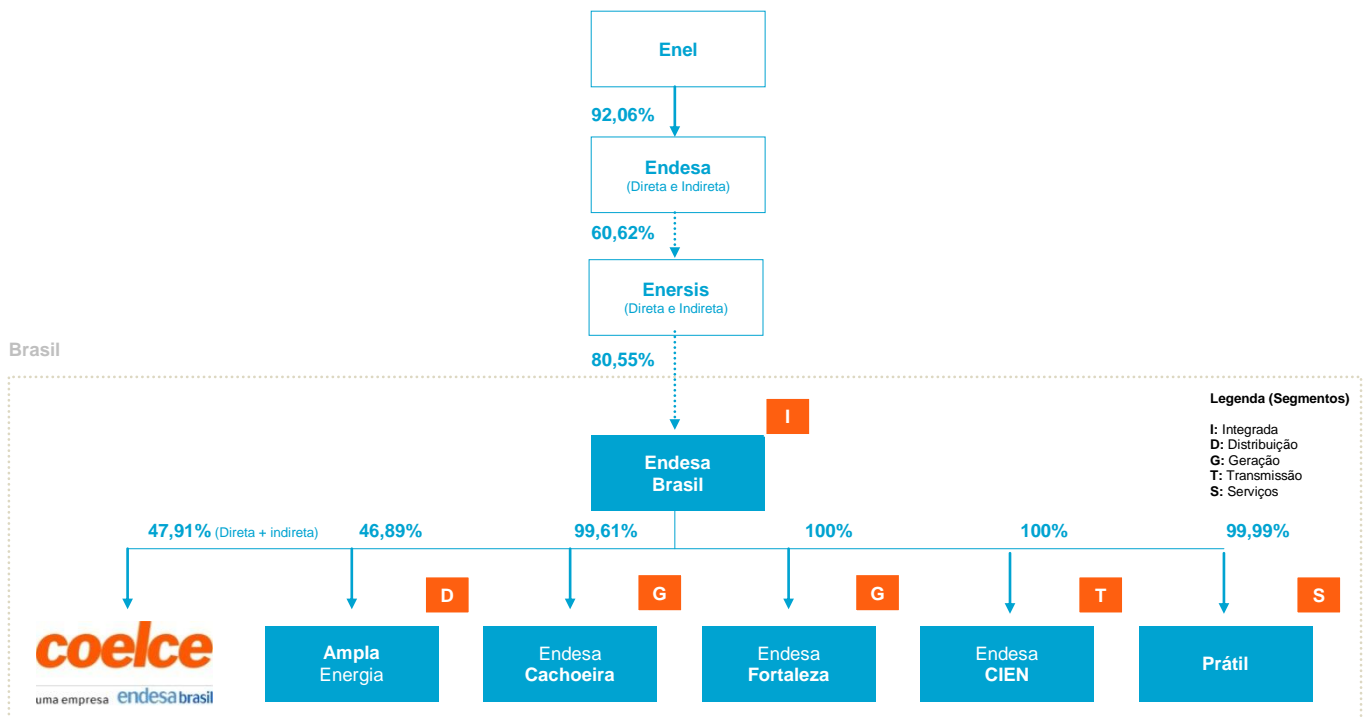 Enel
92,06%
Endesa
(Direta e Indireta)
60,62%
Enersis
(Direta e Indireta)
Brasil
80,55%
Legenda (Segmentos)
I: Integrada
D: Distribuição
G: Geração
T: Transmissão
S: Serviços
I
Endesa
Brasil
47,91% (Direta + indireta) 46,89% 99,61% 100% 100% 99,99%
D G G T S
coelce
uma empresa endesabrasil
Ampla
Energia
Endesa
Cachoeira
Endesa
Fortaleza
Endesa
CIEN
Prátil